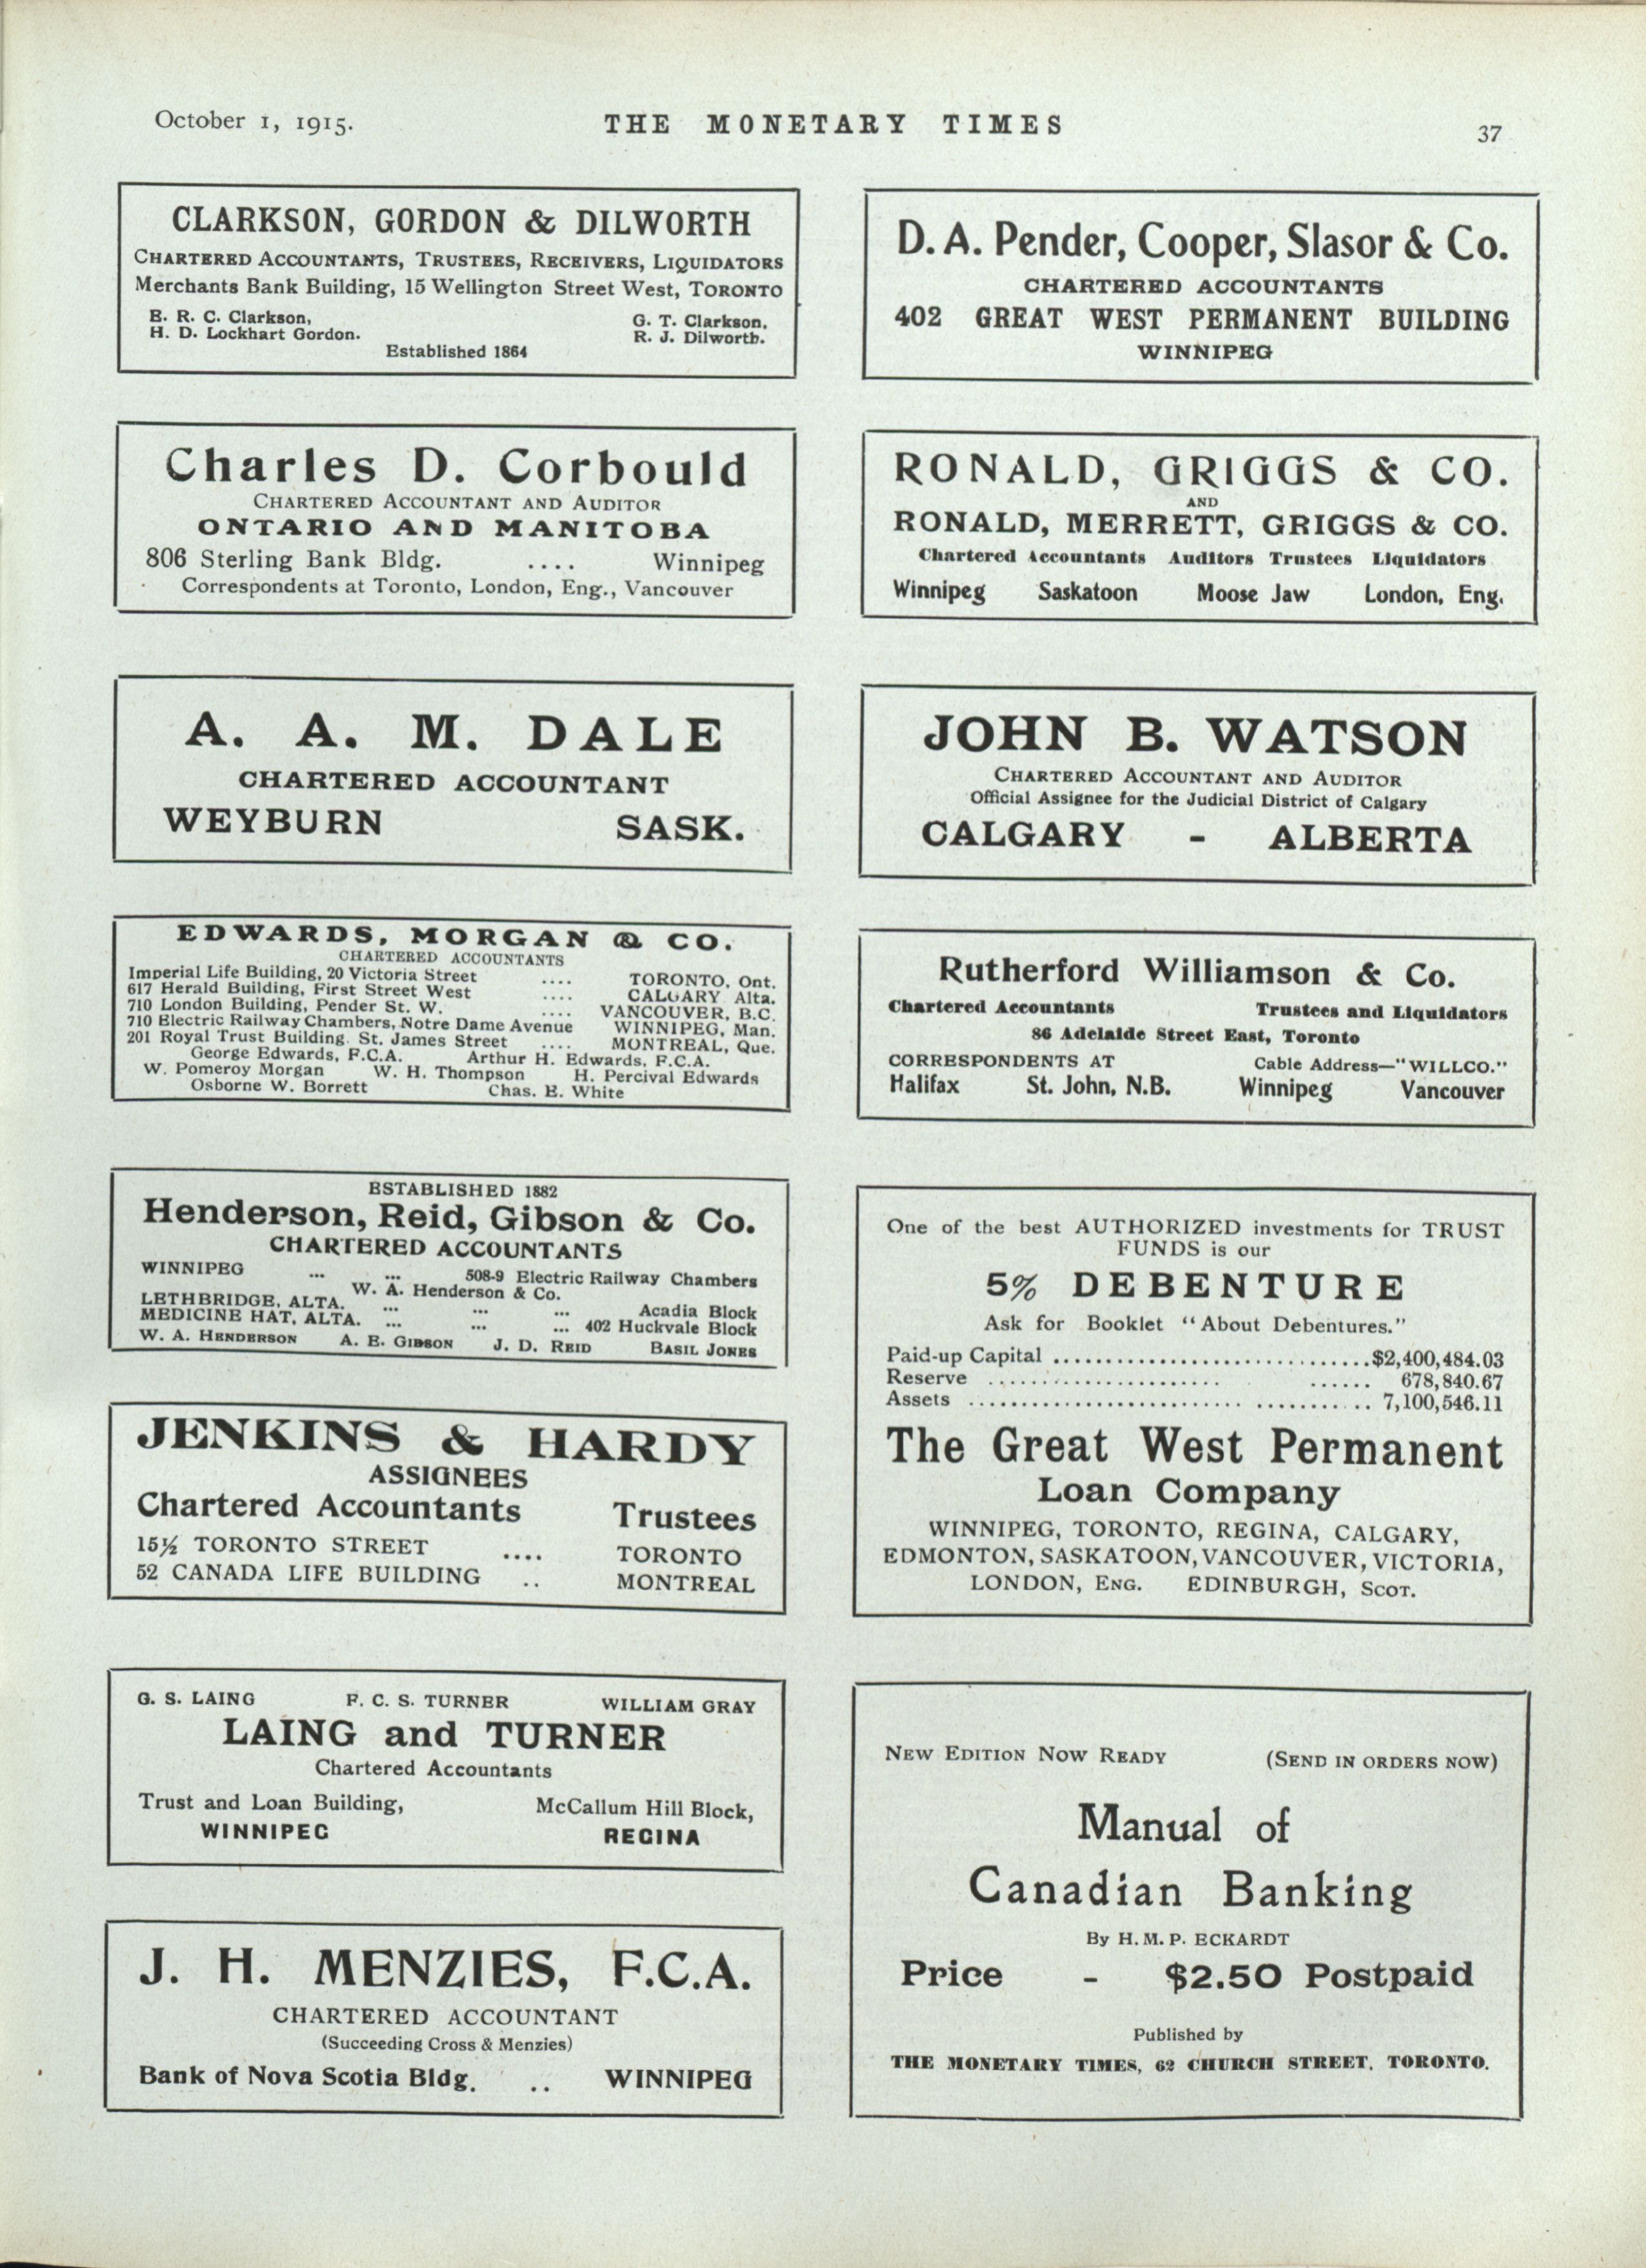 October 1, 1915.
THE MONETARY TIMES
37
CLARKSON, GORDON & DILWORTH
CHARTERED ACCOUNTANTS, TRUSTEES, RECEIVERS, LIQUIDATORS
Merchants Bank Building, 15 Wellington Street West, TORONTO
E. R. C. Clarkson, G. T. Clarkson,
H. D. Lockhart Gordon. R. J. Dilworth.
Established 1864
Charles D. Corbould
CHARTERED ACCOUNTANT AND AUDITOR
ONTARIO AND MANITOBA
806 Sterling Bank Bldg. .... Winnipeg
Correspondents at Toronto, London, Eng., Vancouver
A. A. M. DALE
CHARTERED ACCOUNTANT
WEYBURN SASK.
EDWARDS, MORGAN & CO.
CHARTERED ACCOUNTANTS
Imperial Life Building, 20 Victoria Street .... TORONTO, Ont.
617 Herald Building, First Street West .... CALGARY Alta.
710 London Building, Pender St. W. .... VANCOUVER, B.C.
710 Electric Railway Chambers, Notre Dame Avenue WINNIPEG, Man.
201 Royal Trust Building. St. James Street .... MONTREAL, Que.
George Edwards, F.C.A. Arthur H. Edwards, F.C.A.
W. Pomeroy Morgan W. H. Thompson H. Percival Edwards
Osborne W. Borrett Chas. E. White
ESTABLISHED 1882
Henderson, Reid, Gibson & Co.
CHARTERED ACCOUNTANTS
WINNIPEG ... ... 508-9 Electric Railway Chambers
W. A. Henderson & Co.
LETHBRIDGE, ALTA. ... ... ... Acadia Block
MEDICINE HAT, ALTA. ... ... ... 402 Huckvale Block
W. A. HENDERSON A. E. GIBSON J. D. REID BASIL JONES
JENKINS & HARDY
ASSIGNEES
Chartered Accountants Trustees
15½ TORONTO STREET .... TORONTO
52 CANADA LIFE BUILDING .. MONTREAL
G. S. LAING F. C. S. TURNER WILLIAM GRAY
LAING and TURNER
Chartered Accountants
Trust and Loan Building, McCallum Hill Block,
WINNIPEG REGINA
J. H. MENZIES, F.C.A.
CHARTERED ACCOUNTANT
(Succeeding Cross & Menzies)
Bank of Nova Scotia Bldg. .. WINNIPEG
D. A. Pender, Cooper, Slasor & Co.
CHARTERED ACCOUNTANTS
402 GREAT WEST PERMANENT BUILDING
WINNIPEG
RONALD, GRIGGS & CO.
AND
RONALD, MERRETT, GRIGGS & CO.
Chartered Accountants Auditors Trustees Liquidators
Winnipeg Saskatoon Moose Jaw London, Eng.
JOHN B. WATSON
CHARTERED ACCOUNTANT AND AUDITOR
Official Assignee for the Judicial District of Calgary
CALGARY - ALBERTA
Rutherford Williamson & Co.
Chartered Accountants Trustees and Liquidators
86 Adelaide Street East, Toronto
CORRESPONDENTS AT Cable Address—"WILLCO."
Halifax St. John, N.B. Winnipeg Vancouver
One of the best AUTHORIZED investments for TRUST
FUNDS is our
5% DEBENTURE
Ask for Booklet "About Debentures."
Paid-up Capital ..............................$2,400,484.03
Reserve ...................... ...... 678,840.67
Assets .......................... ........... 7,100,546.11
The Great West Permanent
Loan Company
WINNIPEG, TORONTO, REGINA, CALGARY,
EDMONTON, SASKATOON, VANCOUVER, VICTORIA,
LONDON, ENG. EDINBURGH, SCOT.
NEW EDITION NOW READY (SEND IN ORDERS NOW)
Manual of
Canadian Banking
By H. M. P. ECKARDT
Price - $2.50 Postpaid
Published by
THE MONETARY TIMES, 62 CHURCH STREET, TORONTO.